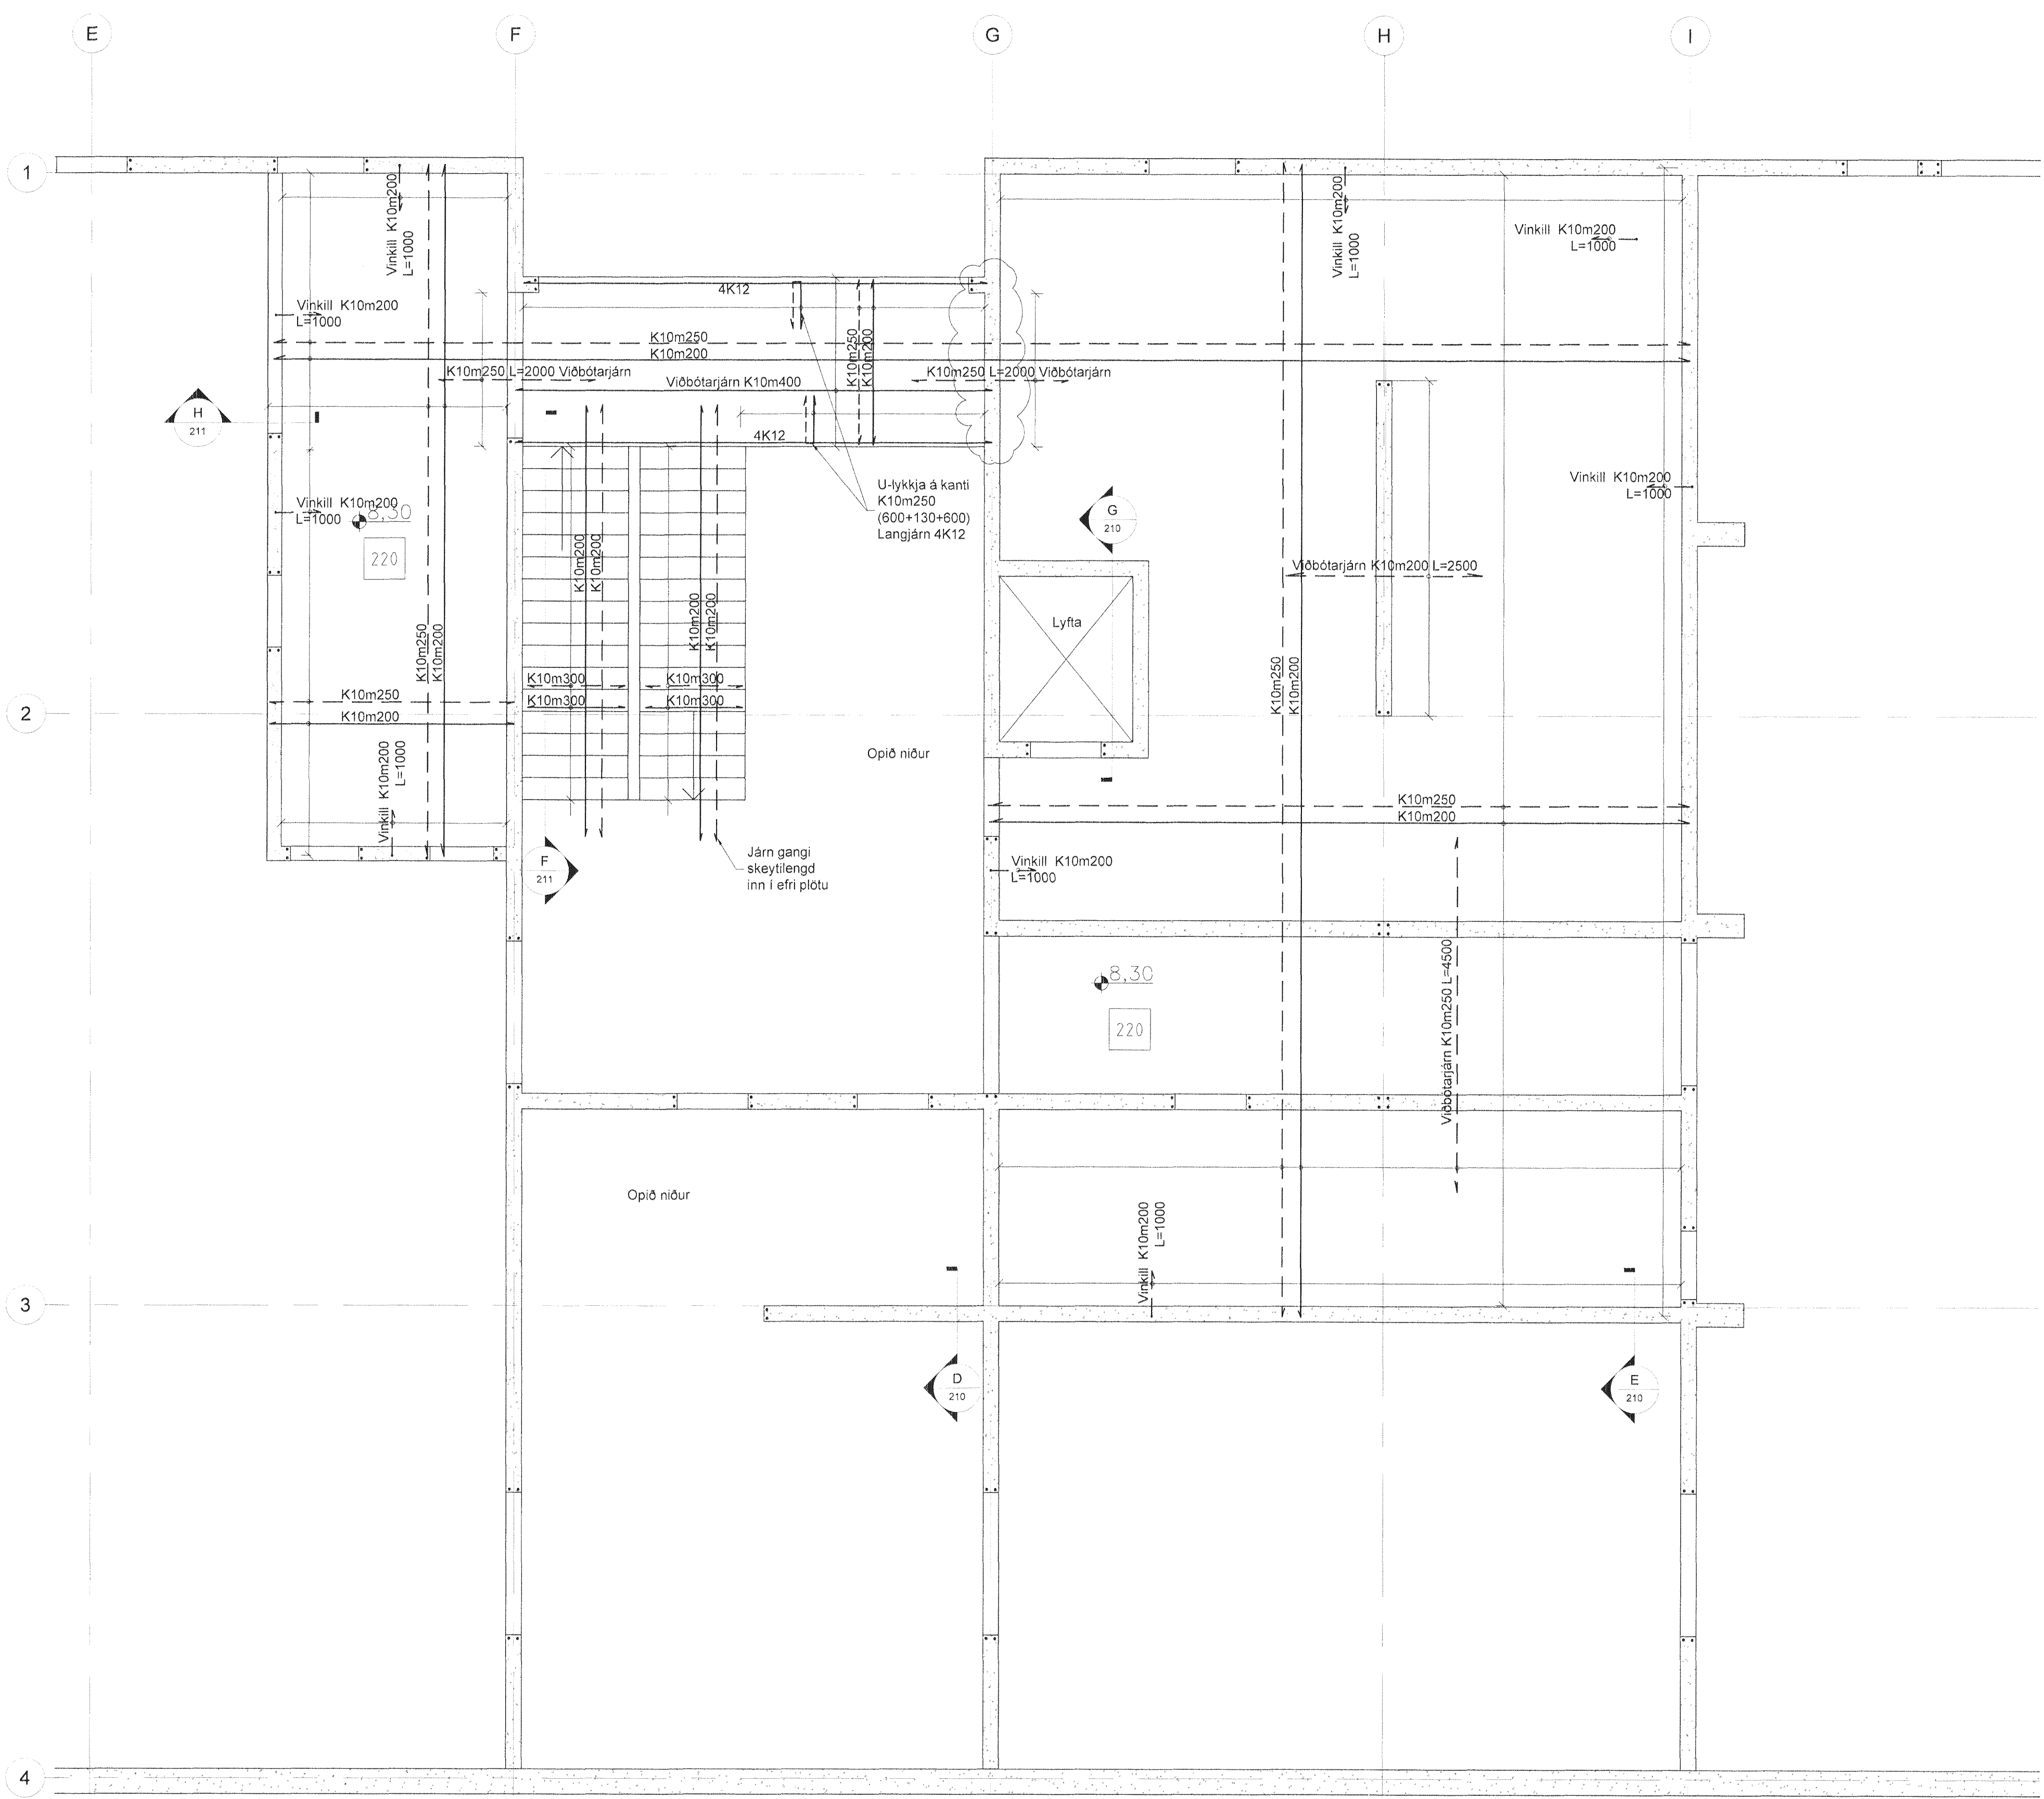 E
F
G
H
I
1
Vinkill K10m200
L=1000
Vinkill K10m200
L=1000
Vinkill K10m200
L=1000
4K12
Vinkill K10m200
L=1000
K10m250
K10m200
K10m250
K10m200
K10m250 L=2000 Viðbótarjárn
Viðbótarjárn K10m400
K10m250 L=2000 Viðbótarjárn
H
211
4K12
U-lykkja á kanti
K10m250
(600+130+600)
Langjárn 4K12
Vinkill K10m200
L=1000
Vinkill K10m200
L=1000
8,30
220
G
210
K10m200
K10m200
K10m200
K10m200
Viðbótarjárn K10m200 L=2500
Lyfta
K10m250
K10m200
K10m250
K10m200
K10m300
K10m300
K10m300
K10m300
K10m250
K10m200
2
Opið niður
Vinkill K10m200
L=1000
K10m250
K10m200
Járn gangi
skeytilengd
inn í efri plötu
F
211
Vinkill K10m200
L=1000
8,30
220
Viðbótarjárn K10m250 L=4500
Opið niður
Vinkill K10m200
L=1000
3
D
210
E
210
4